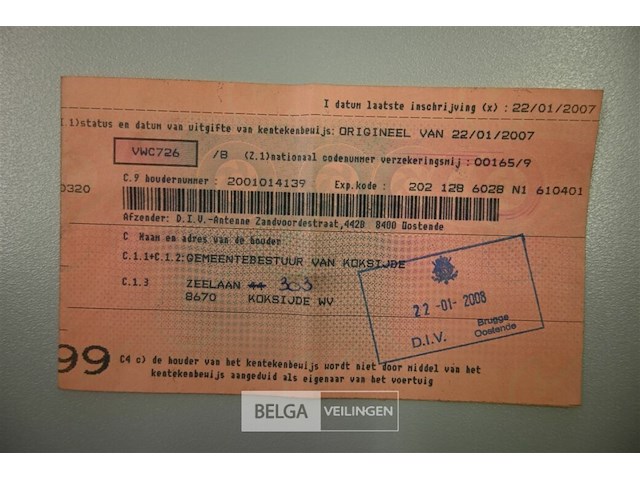 I datum laatste inschrijving (x) : 22/01/2007
I.1)status en datum van uitgifte van kentekenbewijs: ORIGINEEL VAN 22/01/2007
VWC726 /B (Z.1)nationaal codenummer verzekeringsmij : 00165/9
C.9 houdernummer : 2001014139 Exp.kode : 202 128 6028 N1 610401
0320
Afzender: D.I.V.-Antenne Zandvoordestraat,442B 8400 Oostende
C Naam en adres van de houder
C.1.1+C.1.2: GEMEENTEBESTUUR VAN KOKSIJDE
C.1.3 ZEELAAN 303
8670 KOKSIJDE WV
22 -01- 2008
D.I.V. Brugge
Oostende
99
C4 c) de houder van het kentekenbewijs wordt niet door middel van het
kentekenbewijs aangeduid als eigenaar van het voertuig
BELGA VEILINGEN